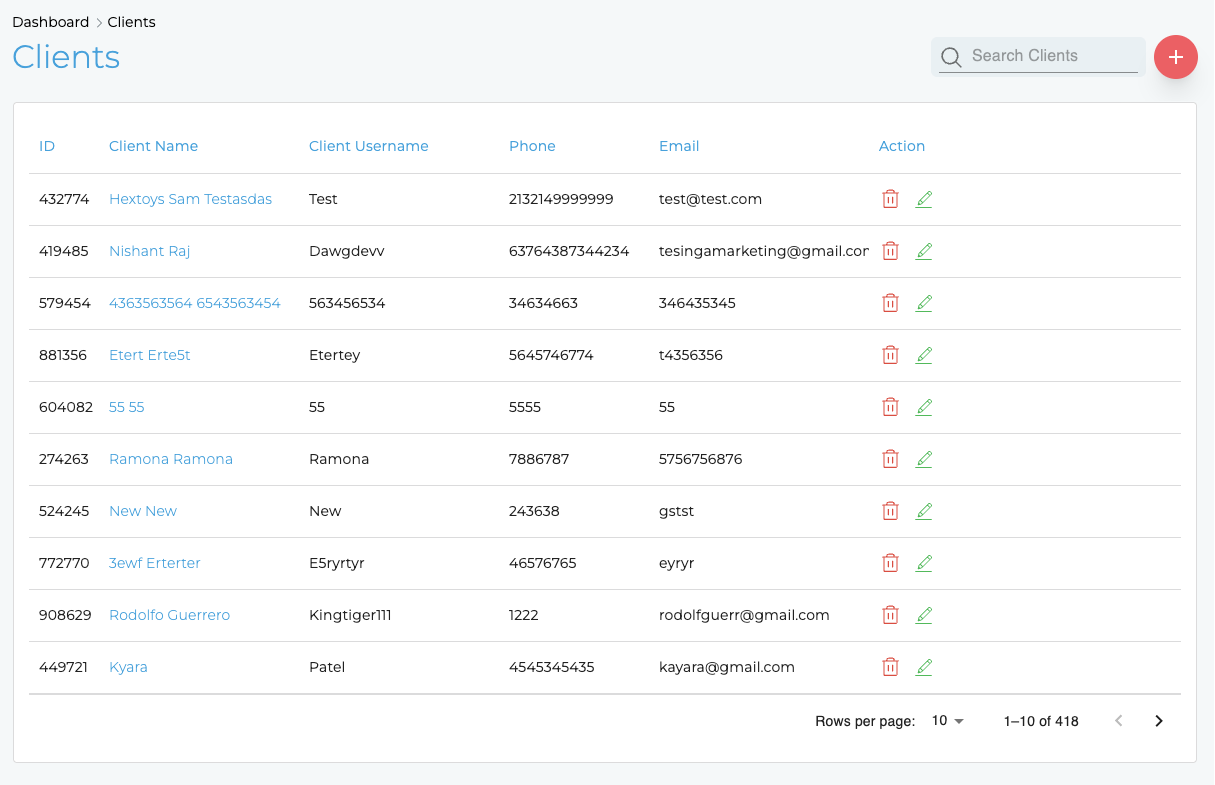 Dashboard > Clients
Clients
Search Clients
ID Client Name Client Username Phone Email Action
432774 Hextoys Sam Testasdas Test 2132149999999 test@test.com
419485 Nishant Raj Dawgdevv 63764387344234 tesingamarketing@gmail.com
579454 4363563564 6543563454 563456534 34634663 346435345
881356 Etert Erte5t Etertey 5645746774 t4356356
604082 55 55 55 5555 55
274263 Ramona Ramona Ramona 7886787 5756756876
524245 New New New 243638 gstst
772770 3ewf Erterter E5ryrtyr 46576765 eyryr
908629 Rodolfo Guerrero Kingtiger111 1222 rodolfguerr@gmail.com
449721 Kyara Patel 4545345435 kayara@gmail.com
Rows per page: 10 1–10 of 418